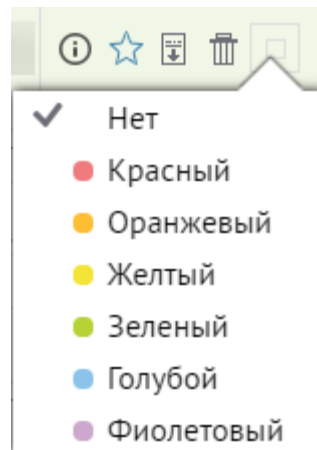 Нет
Красный
Оранжевый
Желтый
Зеленый
Голубой
Фиолетовый